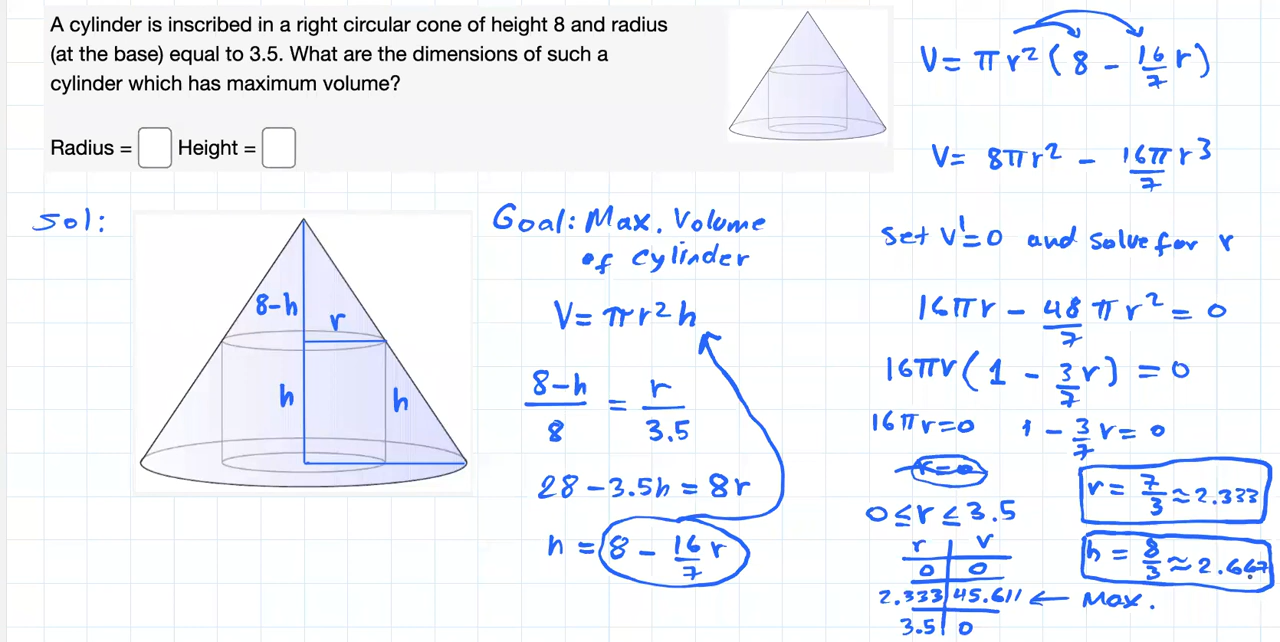 A cylinder is inscribed in a right circular cone of height 8 and radius
(at the base) equal to 3.5. What are the dimensions of such a
cylinder which has maximum volume?
Radius = Height =
Sol:
8-h
r
h
h
Goal: Max. Volume
of cylinder
V = πr²h
(8-h)/8 = r/3.5
28 - 3.5h = 8r
h = 8 - 16/7 r
V = πr²(8 - 16/7 r)
V = 8πr² - 16π/7 r³
Set V' = 0 and solve for r
16πr - 48/7 πr² = 0
16πr(1 - 3/7 r) = 0
16πr = 0 1 - 3/7 r = 0
r = 0
r = 7/3 ≈ 2.333
0 ≤ r ≤ 3.5
h = 8/3 ≈ 2.667
r | V
0 | 0
2.333 | 45.611 ← Max.
3.5 | 0